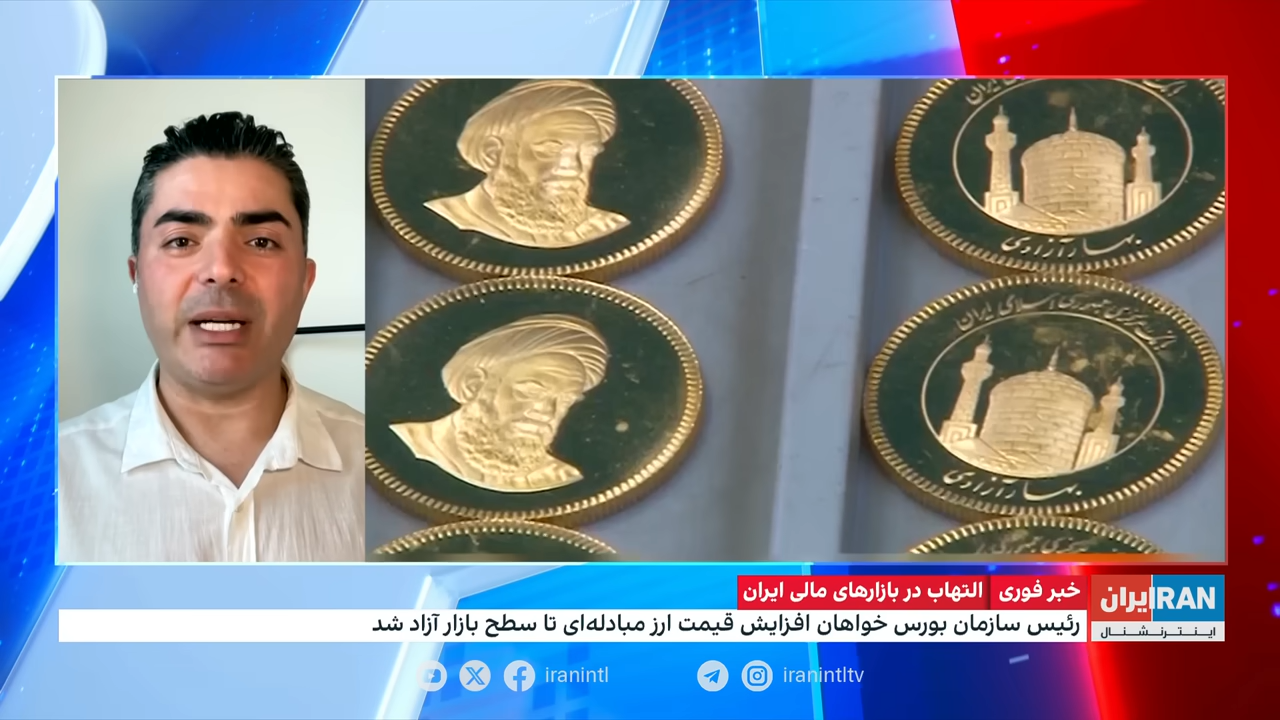 بهار آزادی
بهار آزادی
خبر فوری
التهاب در بازارهای مالی ایران
رئیس سازمان بورس خواهان افزایش قیمت ارز مبادله‌ای تا سطح بازار آزاد شد
ایران IRAN
اینترنشنال
iranintl
iranintltv